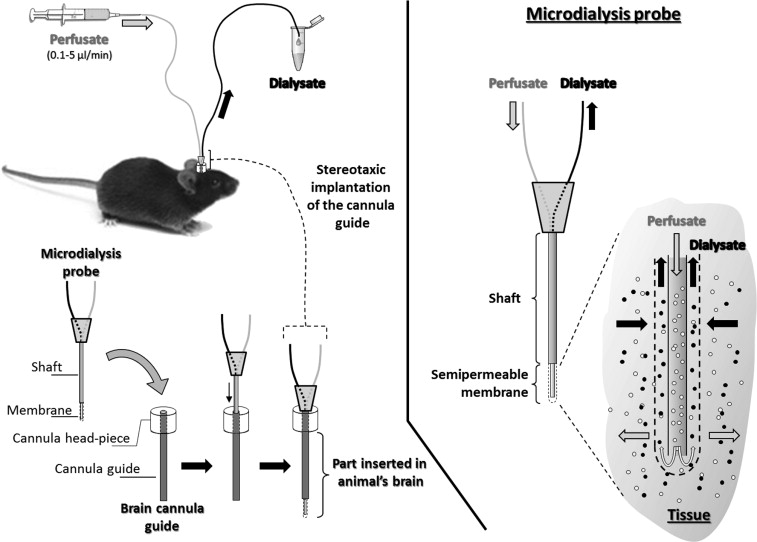 Perfusate
(0.1-5 µl/min)
Dialysate
Stereotaxic
implantation
of the cannula
guide
Microdialysis
probe
Shaft
Membrane
Cannula head-piece
Cannula guide
Brain cannula
guide
Part inserted in
animal's brain
Microdialysis probe
Perfusate
Dialysate
Shaft
Semipermeable
membrane
Perfusate
Dialysate
Tissue